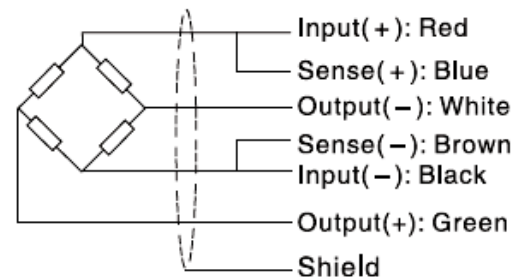 Input(+): Red
Sense(+): Blue
Output(−): White
Sense(−): Brown
Input(−): Black
Output(+): Green
Shield